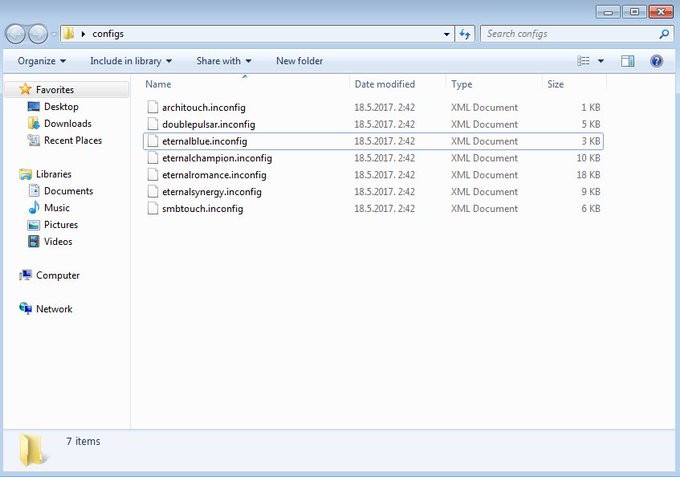 configs
Search configs
Organize Include in library Share with New folder
Name Date modified Type Size
Favorites
Desktop
Downloads
Recent Places
Libraries
Documents
Music
Pictures
Videos
Computer
Network
architouch.inconfig 18.5.2017. 2:42 XML Document 1 KB
doublepulsar.inconfig 18.5.2017. 2:42 XML Document 5 KB
eternalblue.inconfig 18.5.2017. 2:42 XML Document 3 KB
eternalchampion.inconfig 18.5.2017. 2:42 XML Document 10 KB
eternalromance.inconfig 18.5.2017. 2:42 XML Document 18 KB
eternalsynergy.inconfig 18.5.2017. 2:42 XML Document 9 KB
smbtouch.inconfig 18.5.2017. 2:42 XML Document 6 KB
7 items